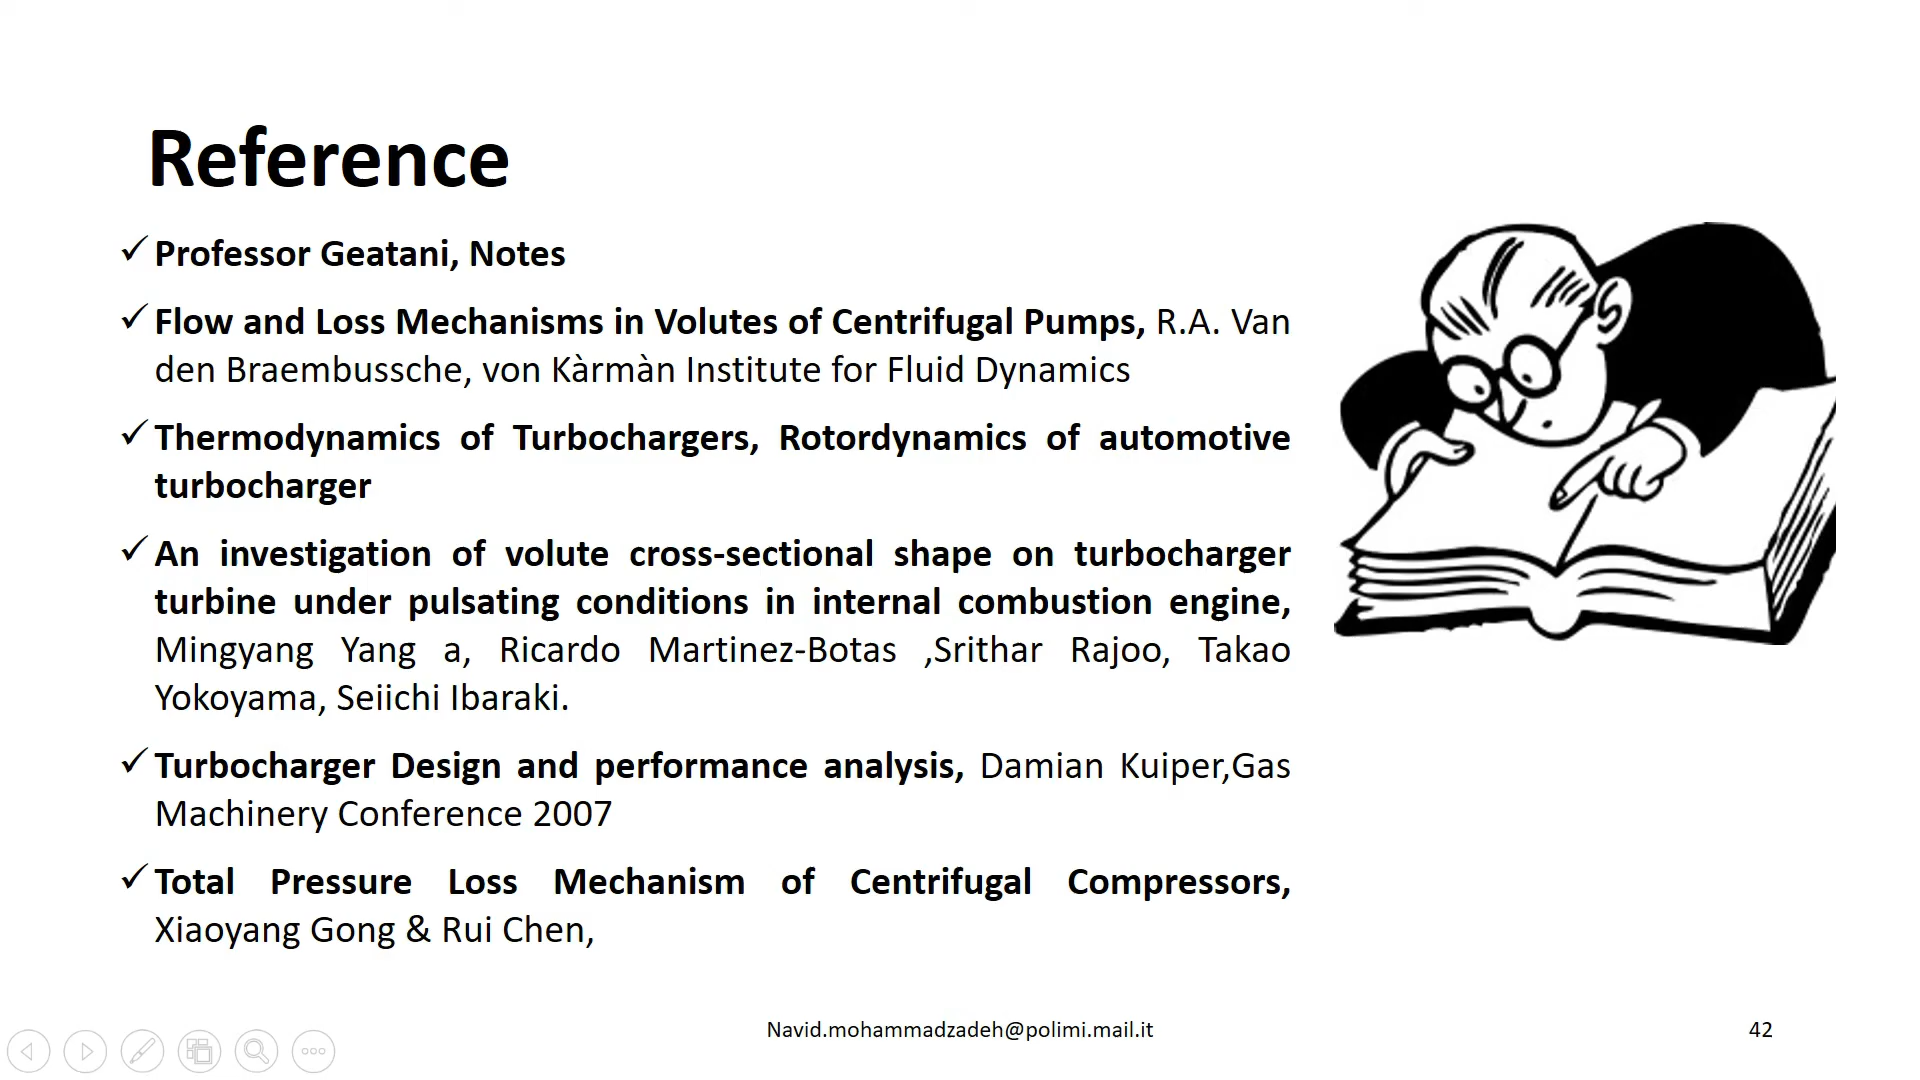 Reference
✓Professor Geatani, Notes
✓Flow and Loss Mechanisms in Volutes of Centrifugal Pumps, R.A. Van
den Braembussche, von Kàrmàn Institute for Fluid Dynamics
✓Thermodynamics of Turbochargers, Rotordynamics of automotive
turbocharger
✓An investigation of volute cross-sectional shape on turbocharger
turbine under pulsating conditions in internal combustion engine,
Mingyang Yang a, Ricardo Martinez-Botas ,Srithar Rajoo, Takao
Yokoyama, Seiichi Ibaraki.
✓Turbocharger Design and performance analysis, Damian Kuiper,Gas
Machinery Conference 2007
✓Total Pressure Loss Mechanism of Centrifugal Compressors,
Xiaoyang Gong & Rui Chen,
Navid.mohammadzadeh@polimi.mail.it
42